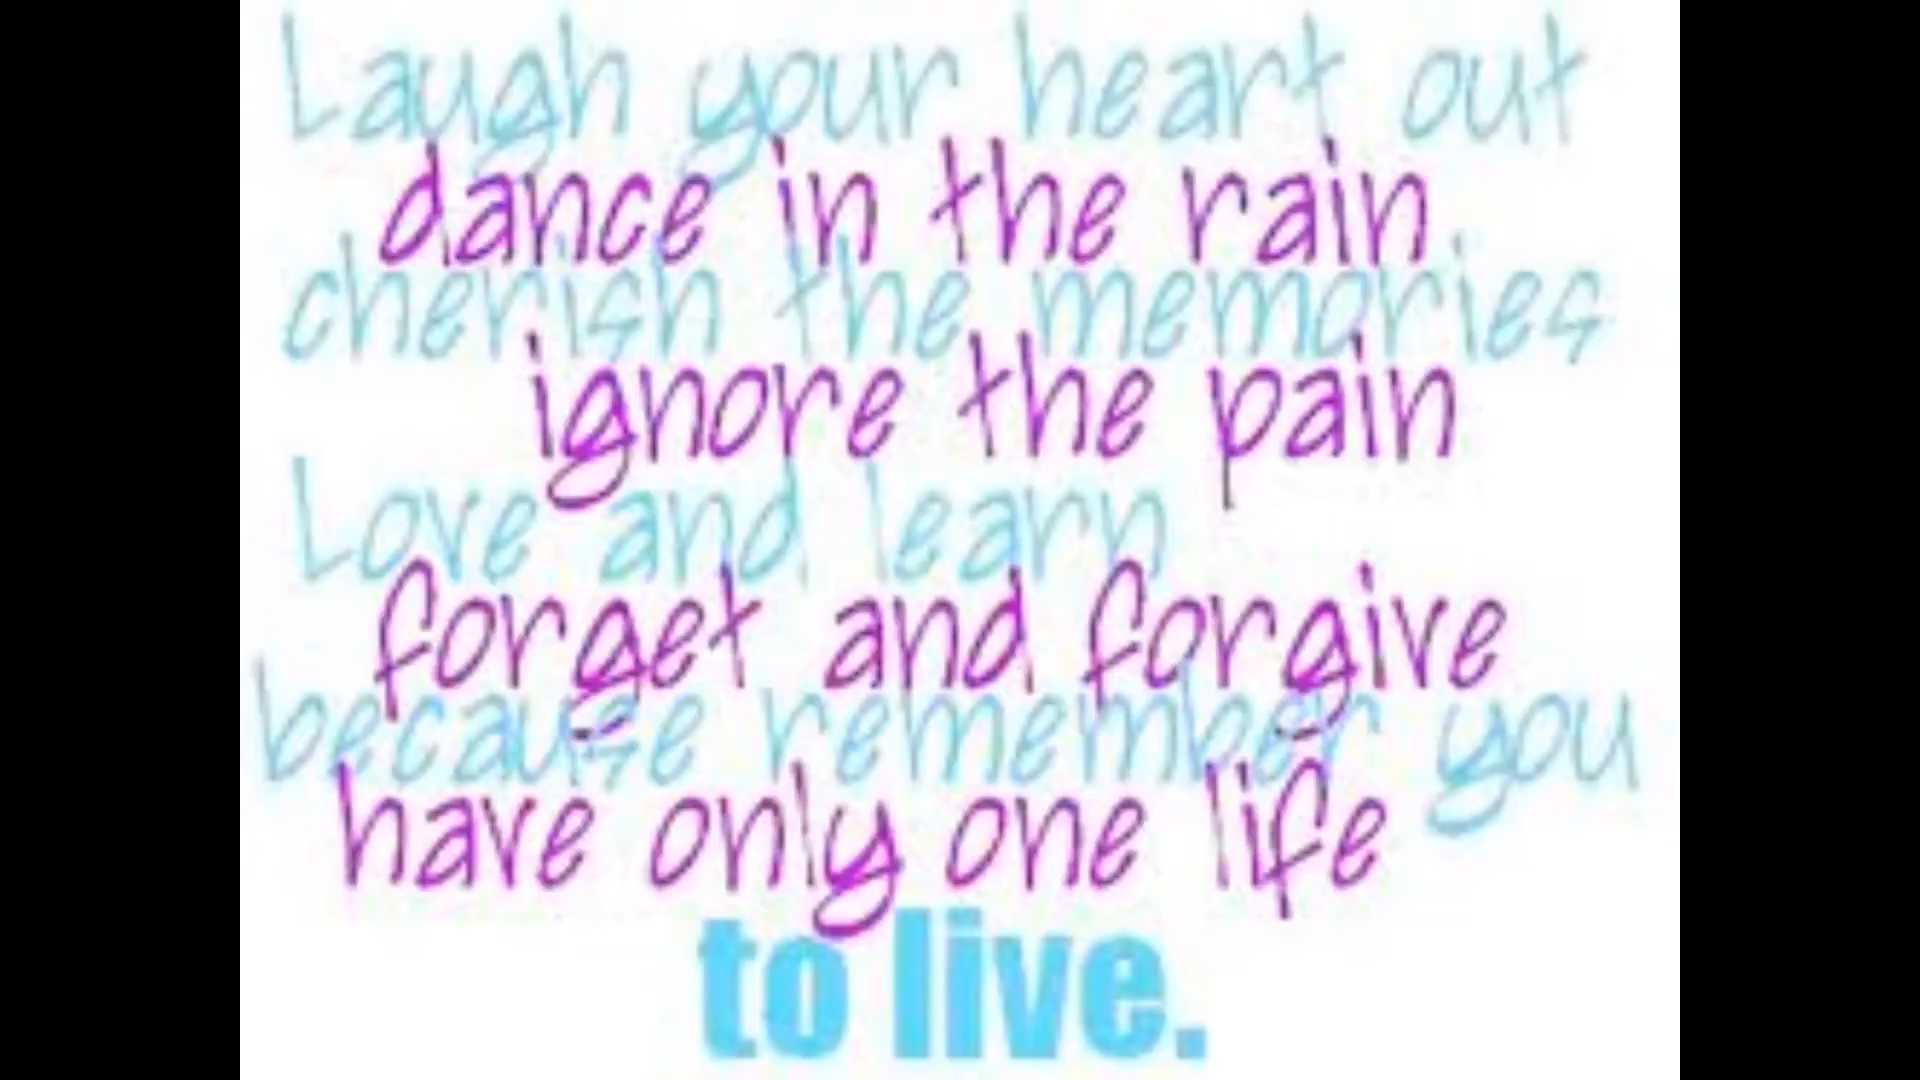 Laugh your heart out
dance in the rain
cherish the memories
ignore the pain
Love and learn
forget and forgive
because remember you
have only one life
to live.